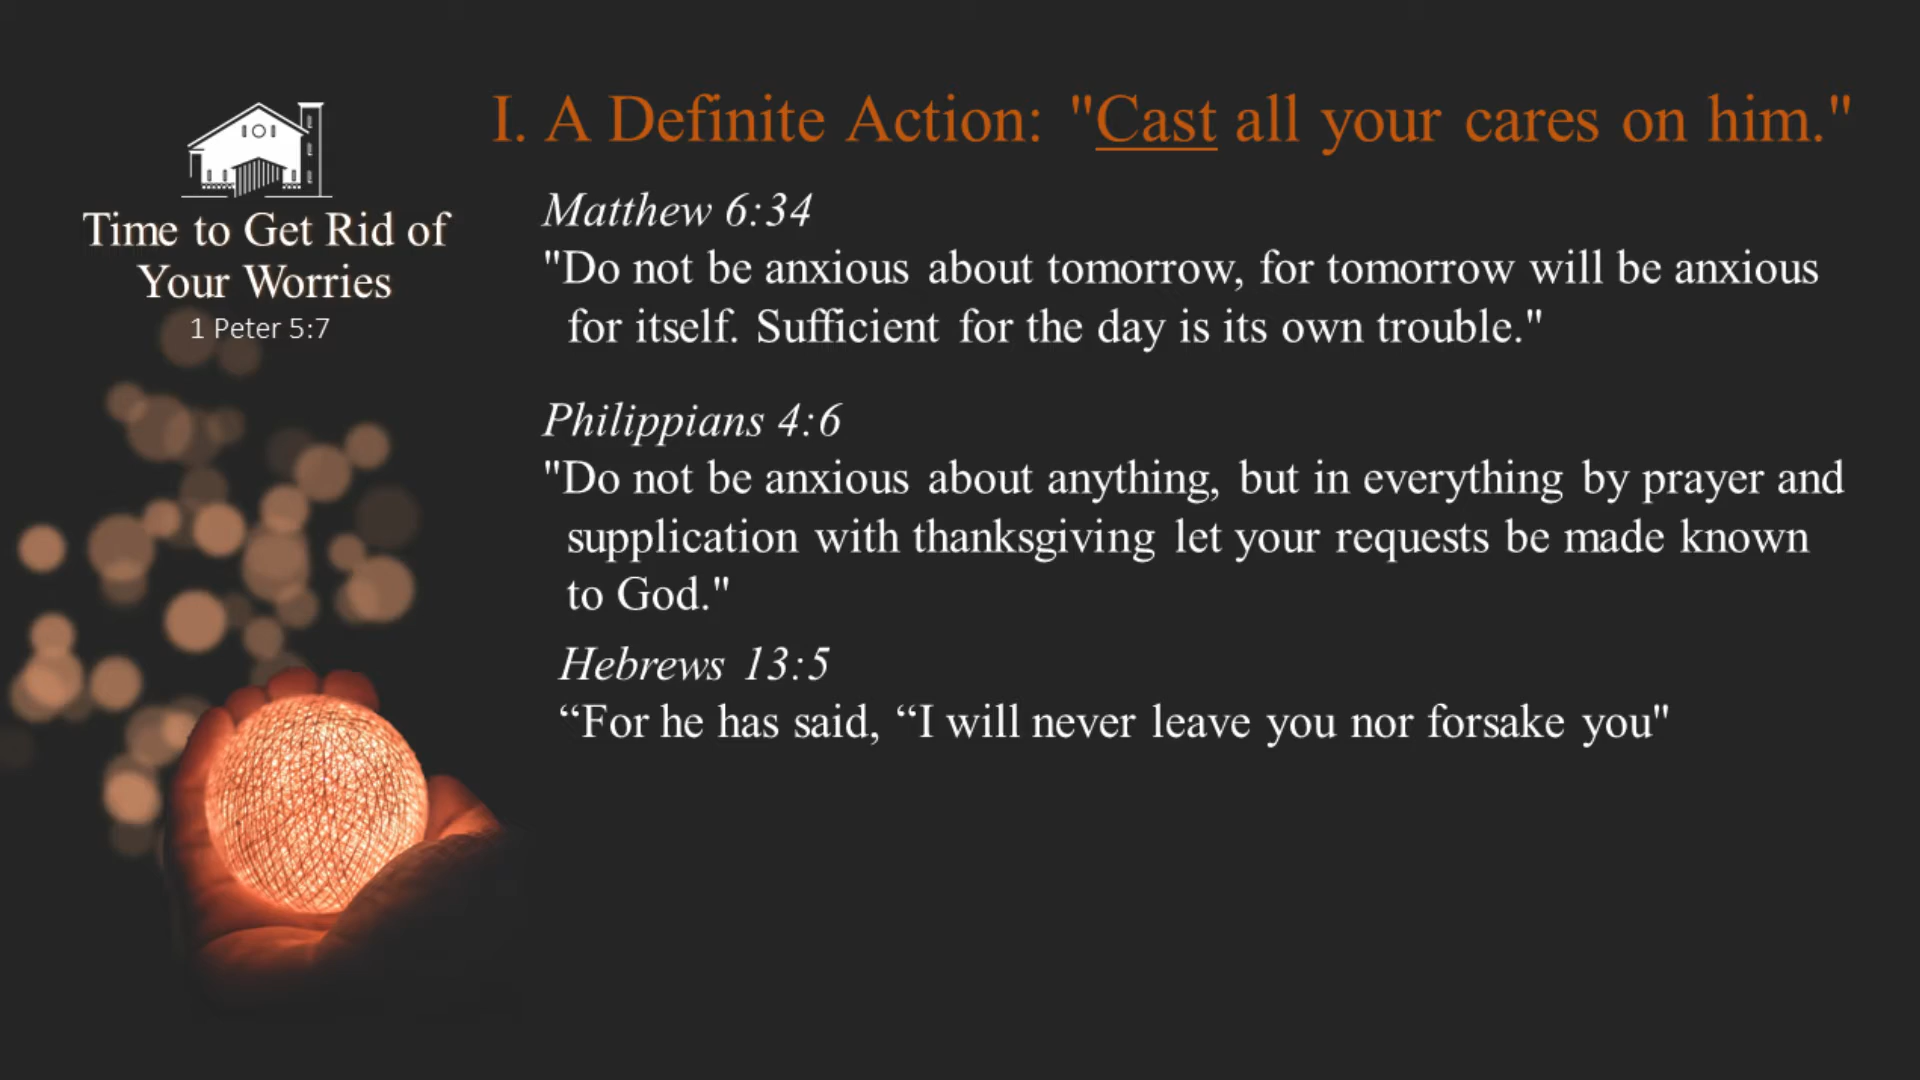 Time to Get Rid of
Your Worries
1 Peter 5:7
I. A Definite Action: "Cast all your cares on him."
Matthew 6:34
"Do not be anxious about tomorrow, for tomorrow will be anxious
for itself. Sufficient for the day is its own trouble."
Philippians 4:6
"Do not be anxious about anything, but in everything by prayer and
supplication with thanksgiving let your requests be made known
to God."
Hebrews 13:5
“For he has said, “I will never leave you nor forsake you"